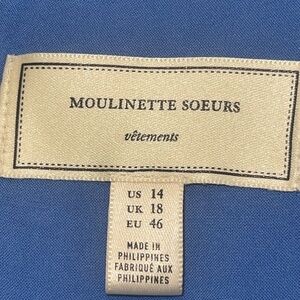 MOULINETTE SOEURS
vêtements
US 14
UK 18
EU 46
MADE IN
PHILIPPINES
FABRIQUÉ AUX
PHILIPPINES